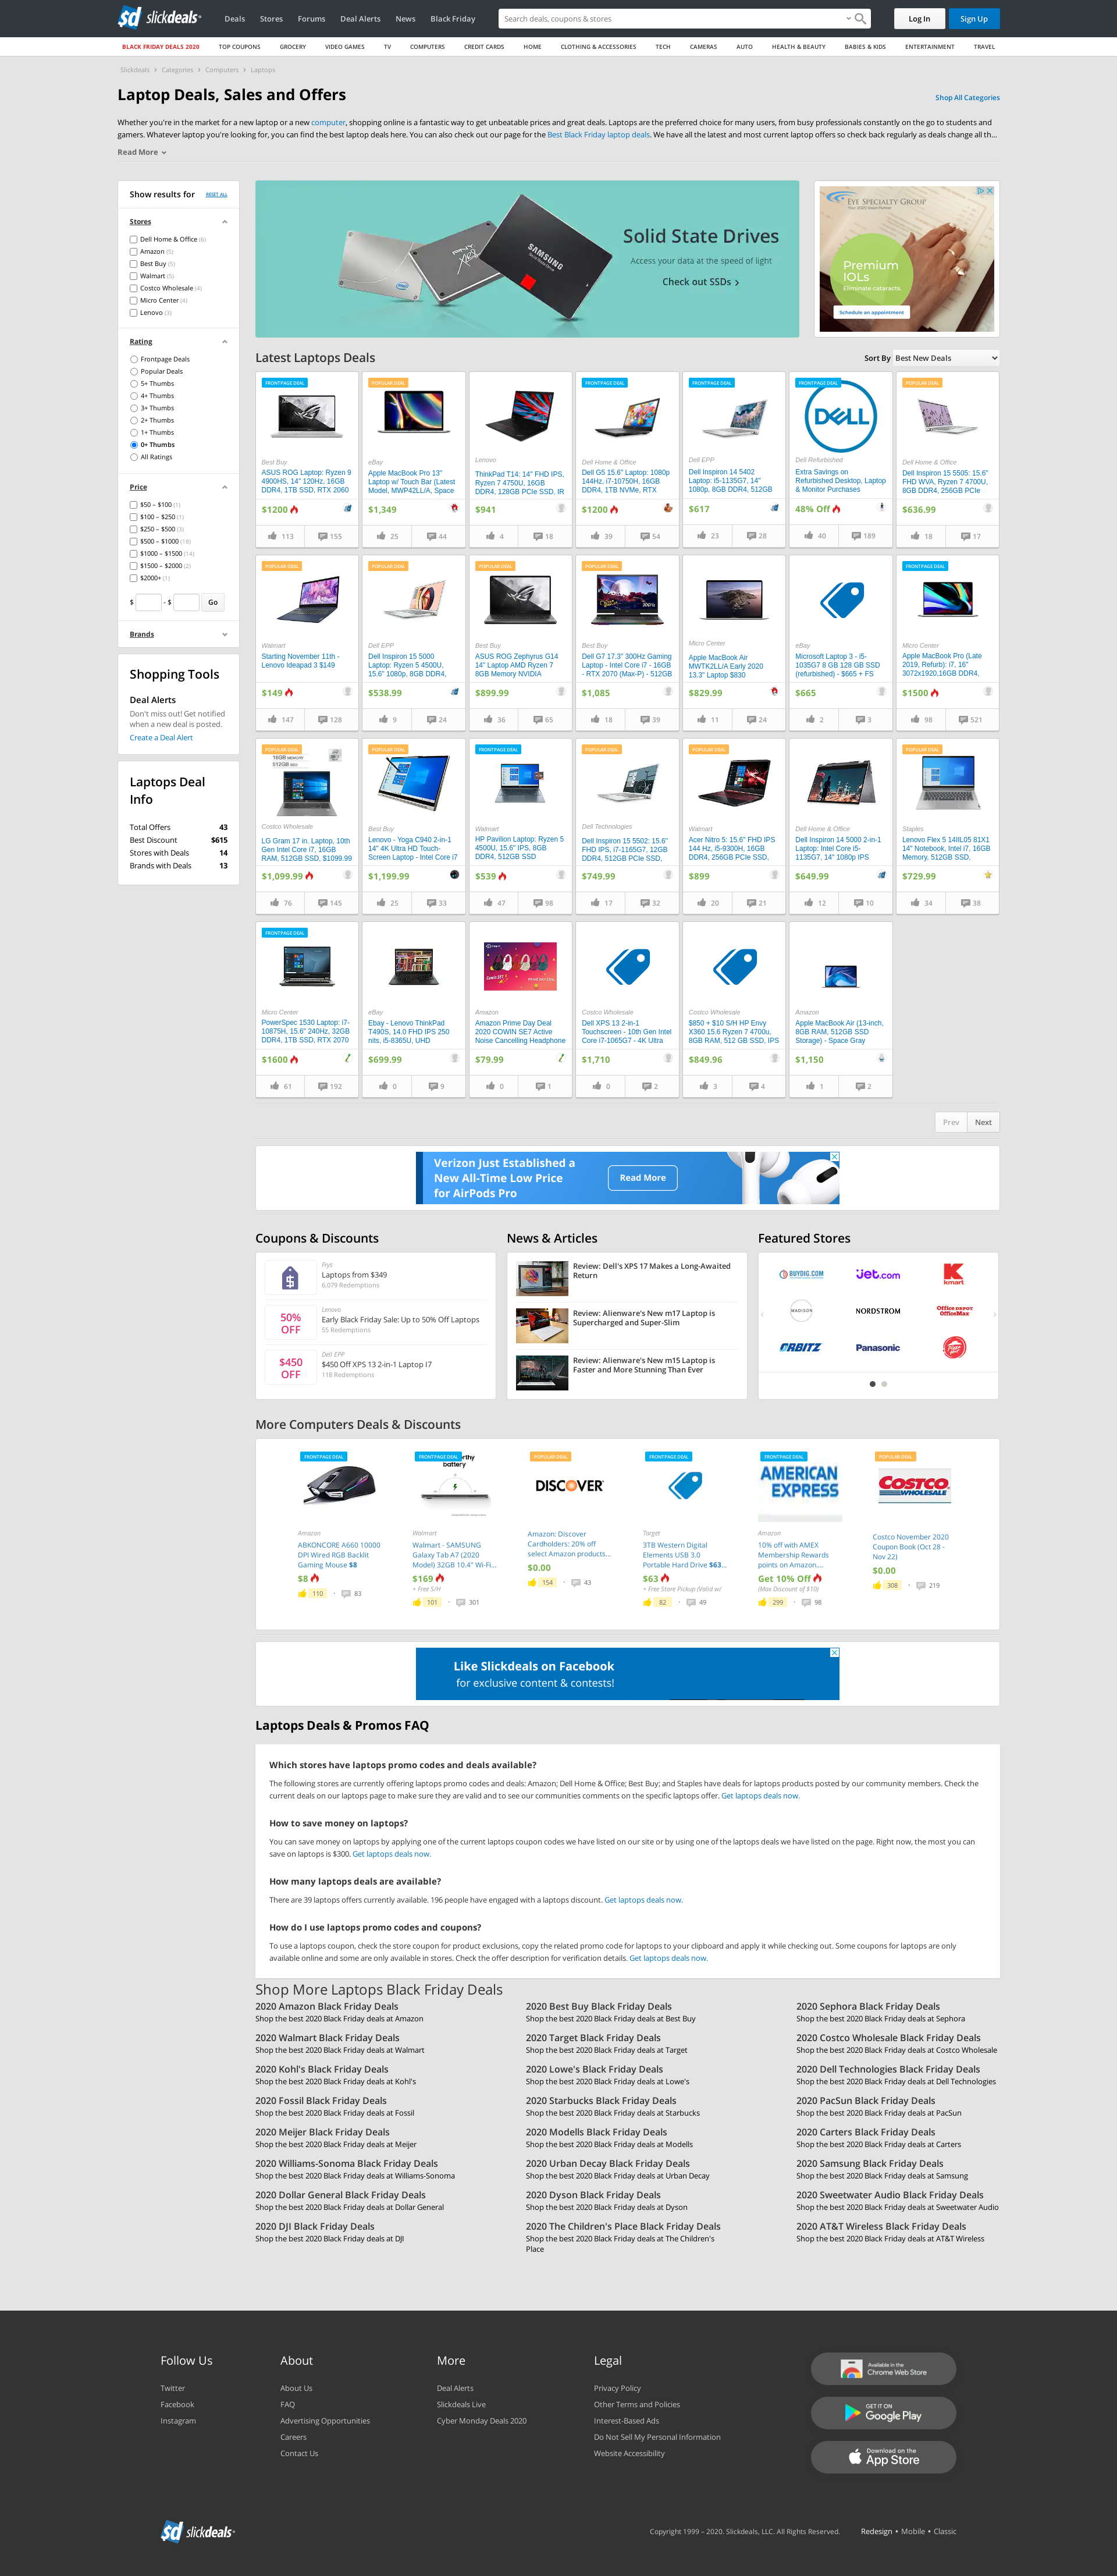 slickdeals
Deals
Stores
Forums
Deal Alerts
News
Black Friday
Search deals, coupons & stores
Log In
Sign Up
BLACK FRIDAY DEALS 2020
TOP COUPONS
GROCERY
VIDEO GAMES
TV
COMPUTERS
CREDIT CARDS
HOME
CLOTHING & ACCESSORIES
TECH
CAMERAS
AUTO
HEALTH & BEAUTY
BABIES & KIDS
ENTERTAINMENT
TRAVEL
Slickdeals › Categories › Computers › Laptops
Laptop Deals, Sales and Offers
Shop All Categories
Whether you're in the market for a new laptop or a new computer, shopping online is a fantastic way to get unbeatable prices and great deals. Laptops are the preferred choice for many users, from busy professionals constantly on the go to students and
gamers. Whatever laptop you're looking for, you can find the best laptop deals here. You can also check out our page for the Best Black Friday laptop deals. We have all the latest and most current laptop offers so check back regularly as deals change all th...
Read More
Show results for
RESET ALL
Stores
Dell Home & Office (6)
Amazon (5)
Best Buy (5)
Walmart (5)
Costco Wholesale (4)
Micro Center (4)
Lenovo (3)
Rating
Frontpage Deals
Popular Deals
5+ Thumbs
4+ Thumbs
3+ Thumbs
2+ Thumbs
1+ Thumbs
0+ Thumbs
All Ratings
Price
$50 – $100 (1)
$100 – $250 (1)
$250 – $500 (3)
$500 – $1000 (18)
$1000 – $1500 (14)
$1500 – $2000 (2)
$2000+ (1)
$ - $ Go
Brands
Shopping Tools
Deal Alerts
Don't miss out! Get notified
when a new deal is posted.
Create a Deal Alert
Laptops Deal
Info
Total Offers 43
Best Discount $615
Stores with Deals 14
Brands with Deals 13
SAMSUNG
Solid State Drives
Access your data at the speed of light
Check out SSDs
EYE SPECIALTY GROUP
Premium
IOLs
Eliminate cataracts.
Schedule an appointment
Latest Laptops Deals
Sort By Best New Deals
FRONTPAGE DEAL
Best Buy
ASUS ROG Laptop: Ryzen 9
4900HS, 14" 120Hz, 16GB
DDR4, 1TB SSD, RTX 2060
$1200
113 155
POPULAR DEAL
eBay
Apple MacBook Pro 13"
Laptop w/ Touch Bar (Latest
Model, MWP42LL/A, Space
$1,349
25 44
Lenovo
ThinkPad T14: 14" FHD IPS,
Ryzen 7 4750U, 16GB
DDR4, 128GB PCIe SSD, IR
$941
4 18
FRONTPAGE DEAL
Dell Home & Office
Dell G5 15.6" Laptop: 1080p
144Hz, i7-10750H, 16GB
DDR4, 1TB NVMe, RTX
$1200
39 54
FRONTPAGE DEAL
Dell EPP
Dell Inspiron 14 5402
Laptop: i5-1135G7, 14"
1080p, 8GB DDR4, 512GB
$617
23 28
FRONTPAGE DEAL
DELL
Dell Refurbished
Extra Savings on
Refurbished Desktop, Laptop
& Monitor Purchases
48% Off
40 189
POPULAR DEAL
Dell Home & Office
Dell Inspiron 15 5505: 15.6"
FHD WVA, Ryzen 7 4700U,
8GB DDR4, 256GB PCIe
$636.99
18 17
POPULAR DEAL
Walmart
Starting November 11th -
Lenovo Ideapad 3 $149
$149
147 128
POPULAR DEAL
Dell EPP
Dell Inspiron 15 5000
Laptop: Ryzen 5 4500U,
15.6" 1080p, 8GB DDR4,
$538.99
9 24
POPULAR DEAL
Best Buy
ASUS ROG Zephyrus G14
14" Laptop AMD Ryzen 7
8GB Memory NVIDIA
$899.99
36 65
POPULAR DEAL
Best Buy
Dell G7 17.3" 300Hz Gaming
Laptop - Intel Core i7 - 16GB
- RTX 2070 (Max-P) - 512GB
$1,085
18 39
Micro Center
Apple MacBook Air
MWTK2LL/A Early 2020
13.3" Laptop $830
$829.99
11 24
eBay
Microsoft Laptop 3 - i5-
1035G7 8 GB 128 GB SSD
(refurbished) - $665 + FS
$665
2 3
FRONTPAGE DEAL
Micro Center
Apple MacBook Pro (Late
2019, Refurb): i7, 16"
3072x1920,16GB DDR4,
$1500
98 521
POPULAR DEAL
16GB MEMORY
512GB SSD
Costco Wholesale
LG Gram 17 in. Laptop, 10th
Gen Intel Core i7, 16GB
RAM, 512GB SSD, $1099.99
$1,099.99
76 145
POPULAR DEAL
Best Buy
Lenovo - Yoga C940 2-in-1
14" 4K Ultra HD Touch-
Screen Laptop - Intel Core i7
$1,199.99
25 33
FRONTPAGE DEAL
Walmart
HP Pavilion Laptop: Ryzen 5
4500U, 15.6" IPS, 8GB
DDR4, 512GB SSD
$539
47 98
POPULAR DEAL
Dell Technologies
Dell Inspiron 15 5502: 15.6"
FHD IPS, i7-1165G7, 12GB
DDR4, 512GB PCIe SSD,
$749.99
17 32
POPULAR DEAL
Walmart
Acer Nitro 5: 15.6" FHD IPS
144 Hz, i5-9300H, 16GB
DDR4, 256GB PCIe SSD,
$899
20 21
Dell Home & Office
Dell Inspiron 14 5000 2-in-1
Laptop: Intel Core i5-
1135G7, 14" 1080p IPS
$649.99
12 10
POPULAR DEAL
Staples
Lenovo Flex 5 14IIL05 81X1
14" Notebook, Intel i7, 16GB
Memory, 512GB SSD,
$729.99
34 38
FRONTPAGE DEAL
Micro Center
PowerSpec 1530 Laptop: i7-
10875H, 15.6" 240Hz, 32GB
DDR4, 1TB SSD, RTX 2070
$1600
61 192
eBay
Ebay - Lenovo ThinkPad
T490S, 14.0 FHD IPS 250
nits, i5-8365U, UHD
$699.99
0 9
Amazon
Amazon Prime Day Deal
2020 COWIN SE7 Active
Noise Cancelling Headphone
$79.99
0 1
Costco Wholesale
Dell XPS 13 2-in-1
Touchscreen - 10th Gen Intel
Core i7-1065G7 - 4K Ultra
$1,710
0 2
Costco Wholesale
$850 + $10 S/H HP Envy
X360 15.6 Ryzen 7 4700u,
8GB RAM, 512 GB SSD, IPS
$849.96
3 4
Amazon
Apple MacBook Air (13-inch,
8GB RAM, 512GB SSD
Storage) - Space Gray
$1,150
1 2
Prev
Next
Verizon Just Established a
New All-Time Low Price
for AirPods Pro
Read More
Coupons & Discounts
Frys
Laptops from $349
6,079 Redemptions
50%
OFF
Lenovo
Early Black Friday Sale: Up to 50% Off Laptops
55 Redemptions
$450
OFF
Dell EPP
$450 Off XPS 13 2-in-1 Laptop I7
118 Redemptions
News & Articles
Review: Dell's XPS 17 Makes a Long-Awaited
Return
Review: Alienware's New m17 Laptop is
Supercharged and Super-Slim
Review: Alienware's New m15 Laptop is
Faster and More Stunning Than Ever
Featured Stores
BUYDIG.COM
jet.com
kmart
MADISON
NORDSTROM
Office DEPOT
OfficeMax
ORBITZ
Panasonic
More Computers Deals & Discounts
FRONTPAGE DEAL
Amazon
ABKONCORE A660 10000
DPI Wired RGB Backlit
Gaming Mouse $8
$8
110 • 83
FRONTPAGE DEAL
battery
Walmart
Walmart - SAMSUNG
Galaxy Tab A7 (2020
Model) 32GB 10.4" Wi-Fi...
$169
+ Free S/H
101 • 301
POPULAR DEAL
DISCOVER
Amazon: Discover
Cardholders: 20% off
select Amazon products...
$0.00
154 • 43
FRONTPAGE DEAL
Target
3TB Western Digital
Elements USB 3.0
Portable Hard Drive $63...
$63
+ Free Store Pickup (Valid w/
82 • 49
FRONTPAGE DEAL
AMERICAN
EXPRESS
Amazon
10% off with AMEX
Membership Rewards
points on Amazon....
Get 10% Off
(Max Discount of $10)
299 • 98
POPULAR DEAL
COSTCO
WHOLESALE
Costco November 2020
Coupon Book (Oct 28 -
Nov 22)
$0.00
308 • 219
Like Slickdeals on Facebook
for exclusive content & contests!
Laptops Deals & Promos FAQ
Which stores have laptops promo codes and deals available?
The following stores are currently offering laptops promo codes and deals: Amazon; Dell Home & Office; Best Buy; and Staples have deals for laptops products posted by our community members. Check the
current deals on our laptops page to make sure they are valid and to see our communities comments on the specific laptops offer. Get laptops deals now.
How to save money on laptops?
You can save money on laptops by applying one of the current laptops coupon codes we have listed on our site or by using one of the laptops deals we have listed on the page. Right now, the most you can
save on laptops is $300. Get laptops deals now.
How many laptops deals are available?
There are 39 laptops offers currently available. 196 people have engaged with a laptops discount. Get laptops deals now.
How do I use laptops promo codes and coupons?
To use a laptops coupon, check the store coupon for product exclusions, copy the related promo code for laptops to your clipboard and apply it while checking out. Some coupons for laptops are only
available online and some are only available in stores. Check the offer description for verification details. Get laptops deals now.
Shop More Laptops Black Friday Deals
2020 Amazon Black Friday Deals
Shop the best 2020 Black Friday deals at Amazon
2020 Best Buy Black Friday Deals
Shop the best 2020 Black Friday deals at Best Buy
2020 Sephora Black Friday Deals
Shop the best 2020 Black Friday deals at Sephora
2020 Walmart Black Friday Deals
Shop the best 2020 Black Friday deals at Walmart
2020 Target Black Friday Deals
Shop the best 2020 Black Friday deals at Target
2020 Costco Wholesale Black Friday Deals
Shop the best 2020 Black Friday deals at Costco Wholesale
2020 Kohl's Black Friday Deals
Shop the best 2020 Black Friday deals at Kohl's
2020 Lowe's Black Friday Deals
Shop the best 2020 Black Friday deals at Lowe's
2020 Dell Technologies Black Friday Deals
Shop the best 2020 Black Friday deals at Dell Technologies
2020 Fossil Black Friday Deals
Shop the best 2020 Black Friday deals at Fossil
2020 Starbucks Black Friday Deals
Shop the best 2020 Black Friday deals at Starbucks
2020 PacSun Black Friday Deals
Shop the best 2020 Black Friday deals at PacSun
2020 Meijer Black Friday Deals
Shop the best 2020 Black Friday deals at Meijer
2020 Modells Black Friday Deals
Shop the best 2020 Black Friday deals at Modells
2020 Carters Black Friday Deals
Shop the best 2020 Black Friday deals at Carters
2020 Williams-Sonoma Black Friday Deals
Shop the best 2020 Black Friday deals at Williams-Sonoma
2020 Urban Decay Black Friday Deals
Shop the best 2020 Black Friday deals at Urban Decay
2020 Samsung Black Friday Deals
Shop the best 2020 Black Friday deals at Samsung
2020 Dollar General Black Friday Deals
Shop the best 2020 Black Friday deals at Dollar General
2020 Dyson Black Friday Deals
Shop the best 2020 Black Friday deals at Dyson
2020 Sweetwater Audio Black Friday Deals
Shop the best 2020 Black Friday deals at Sweetwater Audio
2020 DJI Black Friday Deals
Shop the best 2020 Black Friday deals at DJI
2020 The Children's Place Black Friday Deals
Shop the best 2020 Black Friday deals at The Children's
Place
2020 AT&T Wireless Black Friday Deals
Shop the best 2020 Black Friday deals at AT&T Wireless
Follow Us
Twitter
Facebook
Instagram
About
About Us
FAQ
Advertising Opportunities
Careers
Contact Us
More
Deal Alerts
Slickdeals Live
Cyber Monday Deals 2020
Legal
Privacy Policy
Other Terms and Policies
Interest-Based Ads
Do Not Sell My Personal Information
Website Accessibility
Available in the
Chrome Web Store
GET IT ON
Google Play
Download on the
App Store
slickdeals
Copyright 1999 – 2020. Slickdeals, LLC. All Rights Reserved.
Redesign • Mobile • Classic